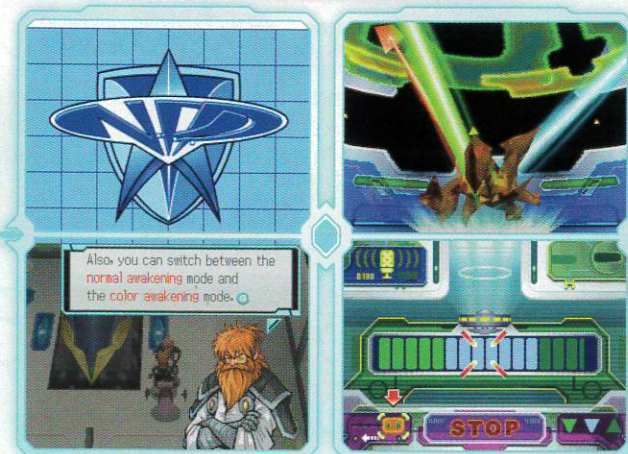 Also, you can switch between the
normal awakening mode and
the color awakening mode.
STOP